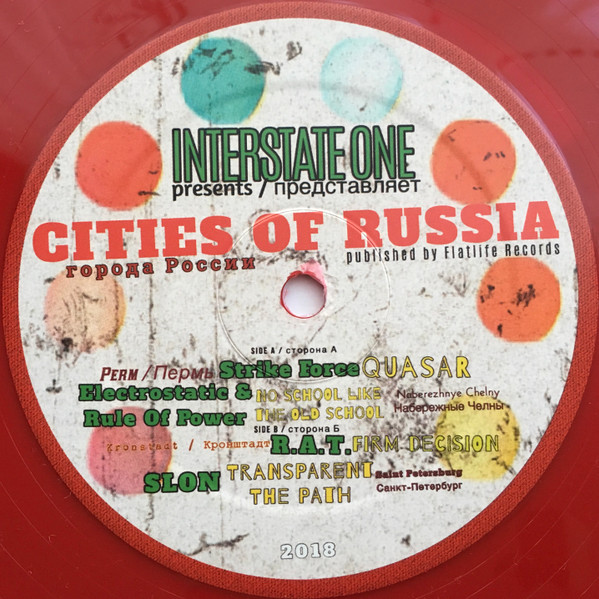 INTERSTATE ONE
presents / представляет
CITIES OF RUSSIA
города России
published by Flatlife Records
SIDE A / сторона А
PERM / Пермь Strike Force QUASAR
Electrostatic & Rule Of Power NO SCHOOL LIKE THE OLD SCHOOL Naberezhnye Chelny Набережные Челны
SIDE B / сторона Б
Kronstadt / Кронштадт R.A.T. FIRM DECISION
SLON TRANSPARENT THE PATH Saint Petersburg Санкт-Петербург
2018